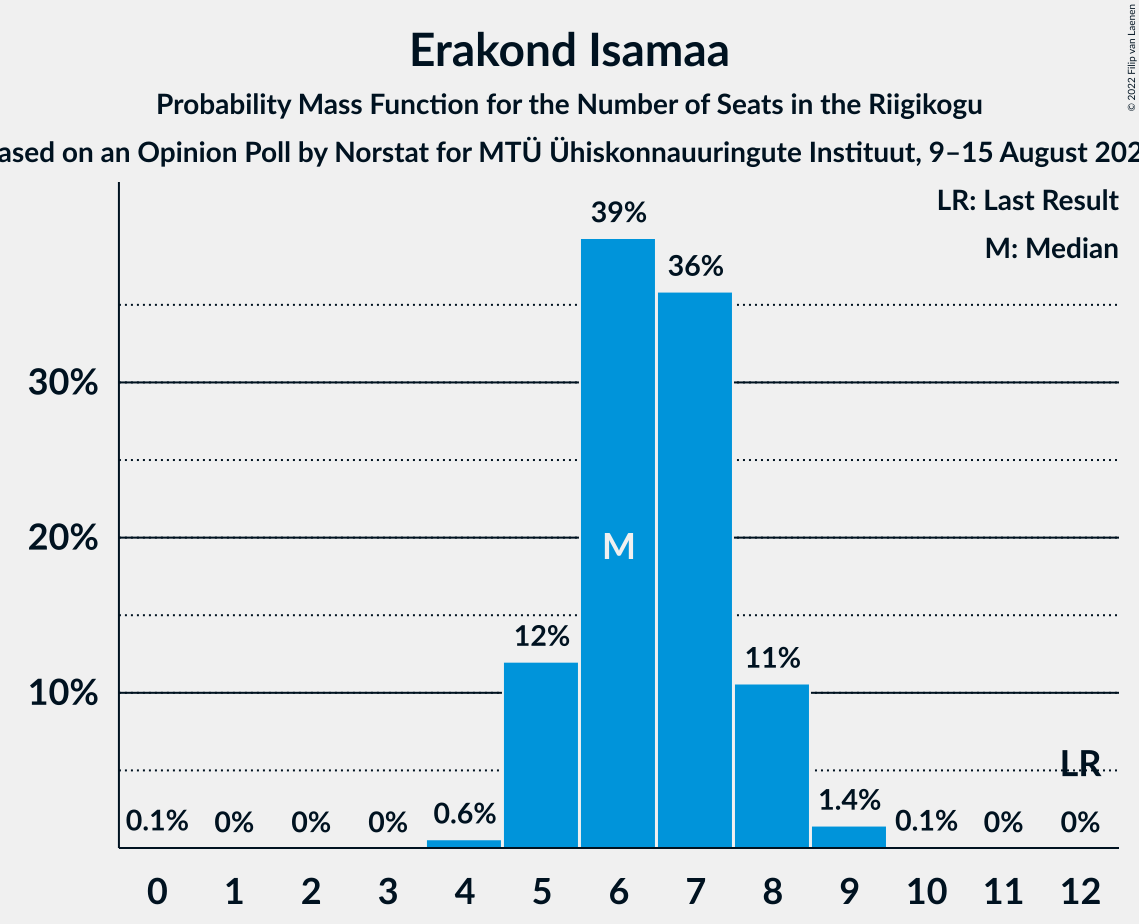 Erakond Isamaa
Probability Mass Function for the Number of Seats in the Riigikogu
ased on an Opinion Poll by Norstat for MTÜ Ühiskonnauuringute Instituut, 9–15 August 202
© 2022 Filip van Laenen
LR: Last Result
M: Median
39%
36%
30%
20%
M
12%
11%
10%
LR
0.1% 0% 0% 0% 0.6% 1.4% 0.1% 0% 0%
0 1 2 3 4 5 6 7 8 9 10 11 12